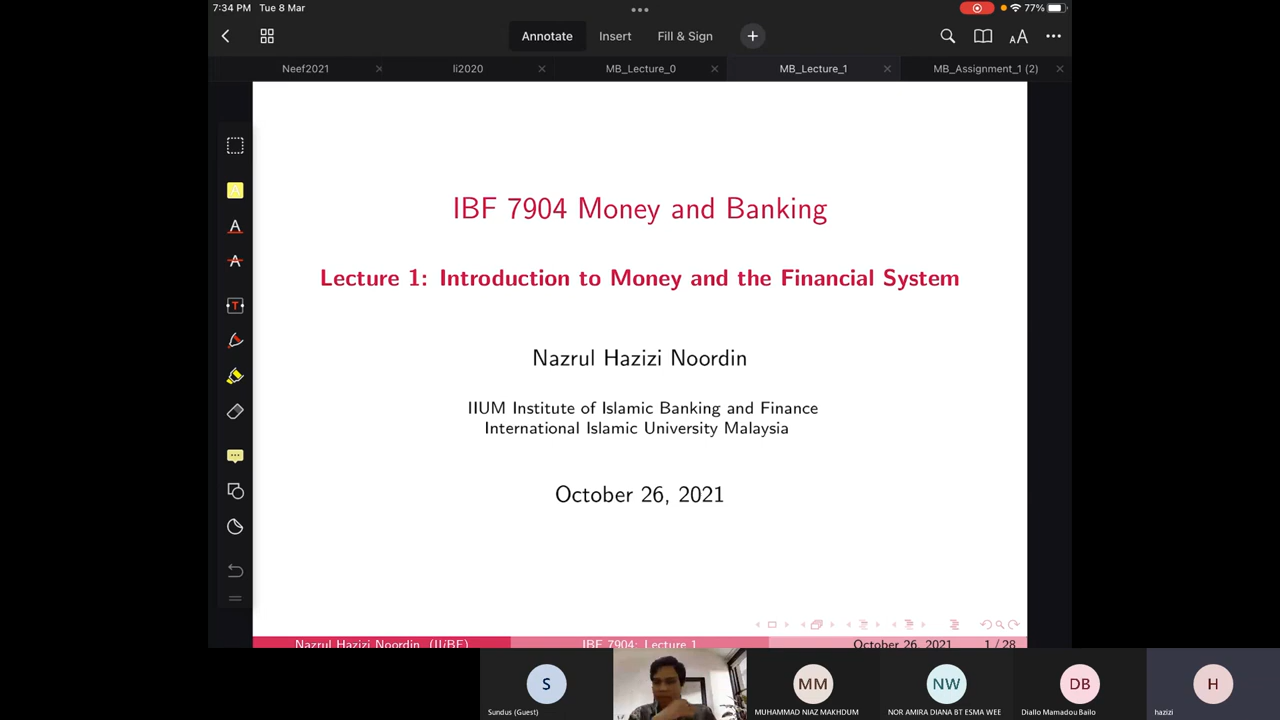 7:34 PM Tue 8 Mar
77%
Annotate Insert Fill & Sign
AA
Neef2021 li2020 MB_Lecture_0 MB_Lecture_1 MB_Assignment_1 (2)
A
A
A
T
IBF 7904 Money and Banking
Lecture 1: Introduction to Money and the Financial System
Nazrul Hazizi Noordin
IIUM Institute of Islamic Banking and Finance
International Islamic University Malaysia
October 26, 2021
Nazrul Hazizi Noordin (IIiBF) IBF 7904: Lecture 1 October 26, 2021 1 / 28
S MM NW DB H
Sundus (Guest) MUHAMMAD NIAZ MAKHDUM NOR AMIRA DIANA BT ESMA WEE Diallo Mamadou Bailo hazizi